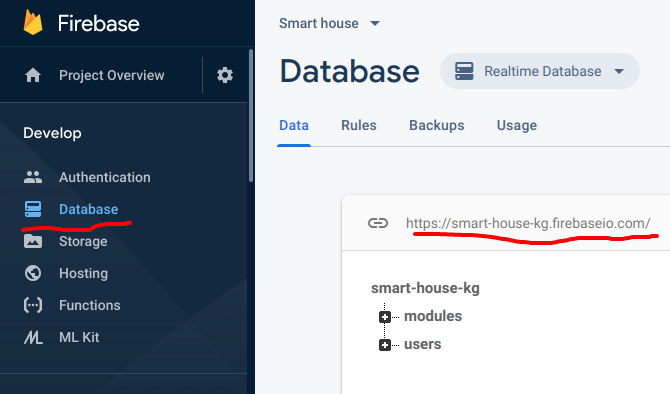 Firebase
Project Overview
Develop
Authentication
Database
Storage
Hosting
Functions
ML Kit
Smart house
Database
Realtime Database
Data Rules Backups Usage
https://smart-house-kg.firebaseio.com/
smart-house-kg
modules
users